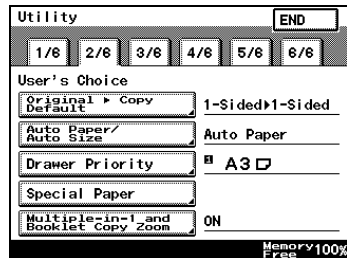 Utility END
1/6 2/6 3/6 4/6 5/6 6/6
User's Choice
Original ▸ Copy
Default
1-Sided▸1-Sided
Auto Paper/
Auto Size
Auto Paper
Drawer Priority
1 A3
Special Paper
Multiple-in-1 and
Booklet Copy Zoom
ON
Memory 100%
Free